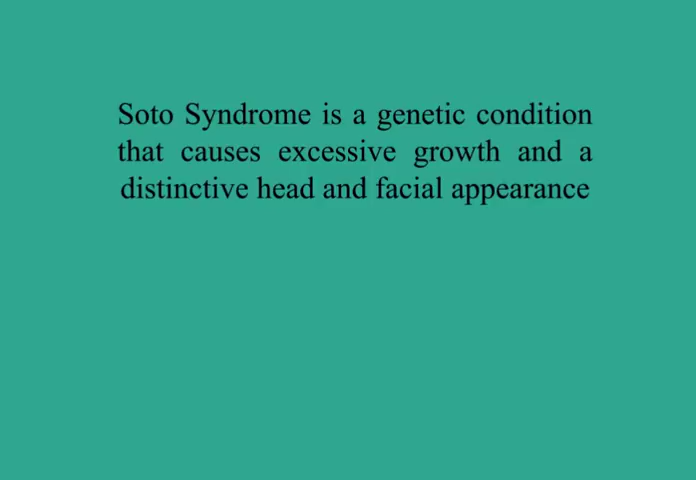 Soto Syndrome is a genetic condition
that causes excessive growth and a
distinctive head and facial appearance